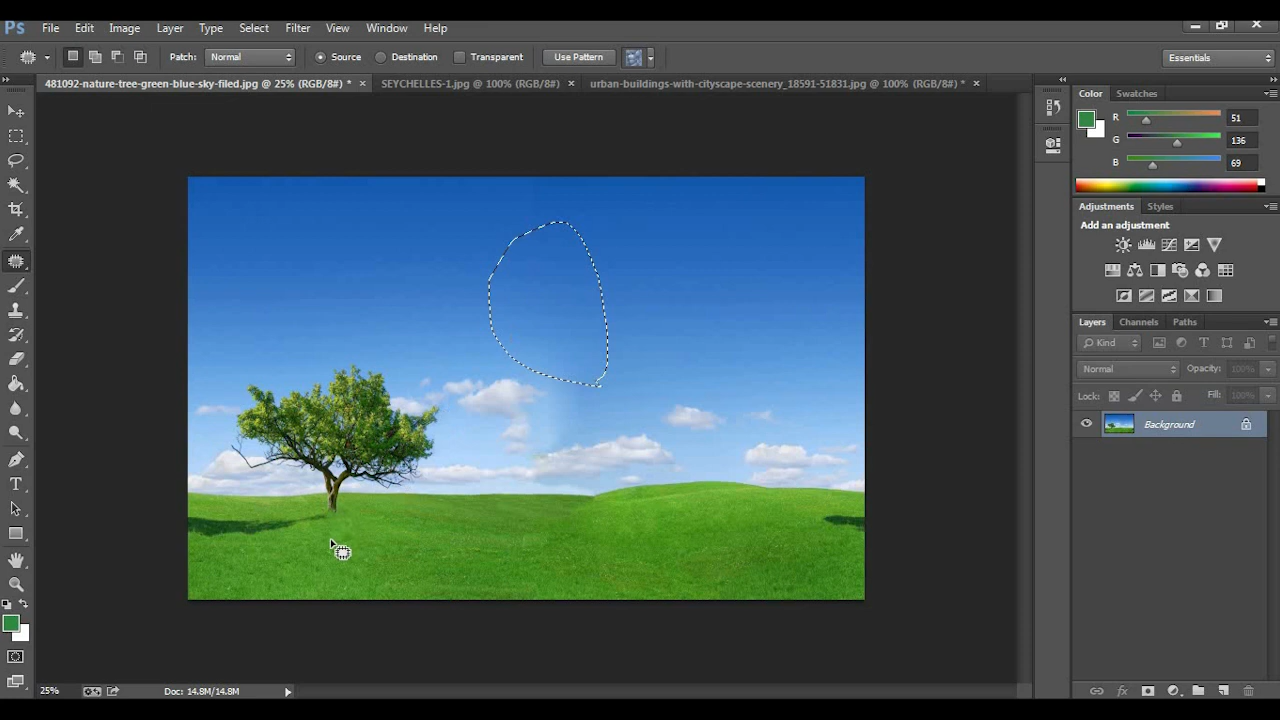 Ps File Edit Image Layer Type Select Filter View Window Help
Patch: Normal Source Destination Transparent Use Pattern Essentials
481092-nature-tree-green-blue-sky-filed.jpg @ 25% (RGB/8#) * × SEYCHELLES-1.jpg @ 100% (RGB/8#) × urban-buildings-with-cityscape-scenery_18591-51831.jpg @ 100% (RGB/8#) * ×
Color Swatches
R 51
G 136
B 69
Adjustments Styles
Add an adjustment
Layers Channels Paths
Kind T
Normal Opacity: 100%
Lock: Fill: 100%
Background
T
fx
25% Doc: 14.8M/14.8M